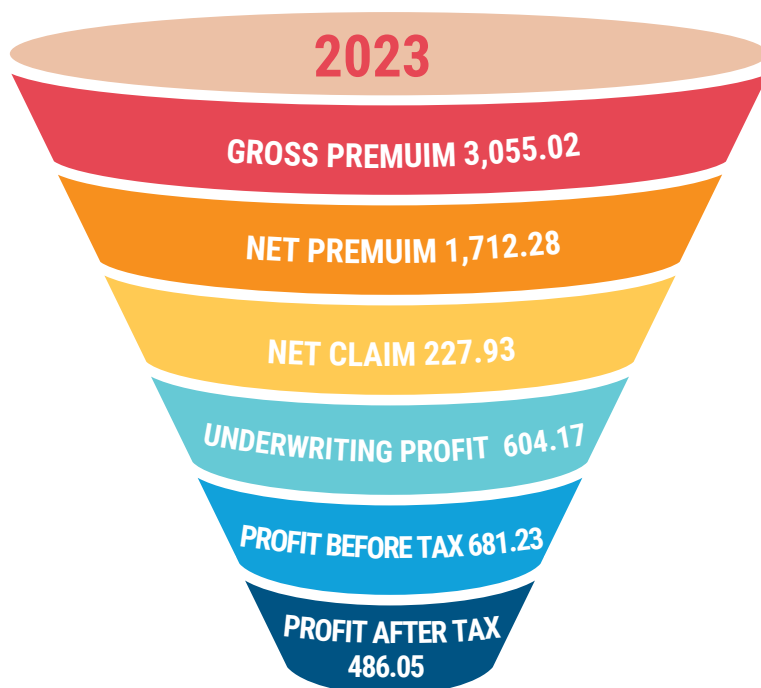 2023
GROSS PREMUIM 3,055.02
NET PREMUIM 1,712.28
NET CLAIM 227.93
UNDERWRITING PROFIT 604.17
PROFIT BEFORE TAX 681.23
PROFIT AFTER TAX
486.05